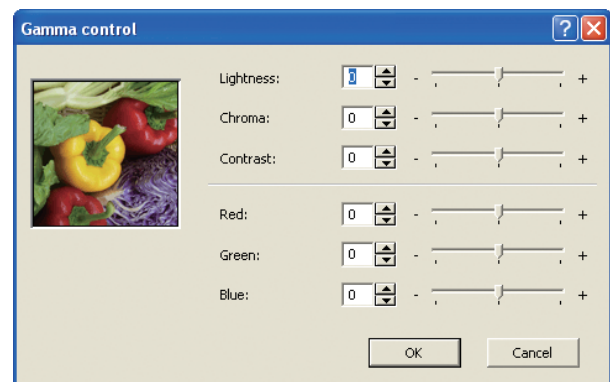 Gamma control
Lightness: 0 - +
Chroma: 0 - +
Contrast: 0 - +
Red: 0 - +
Green: 0 - +
Blue: 0 - +
OK Cancel